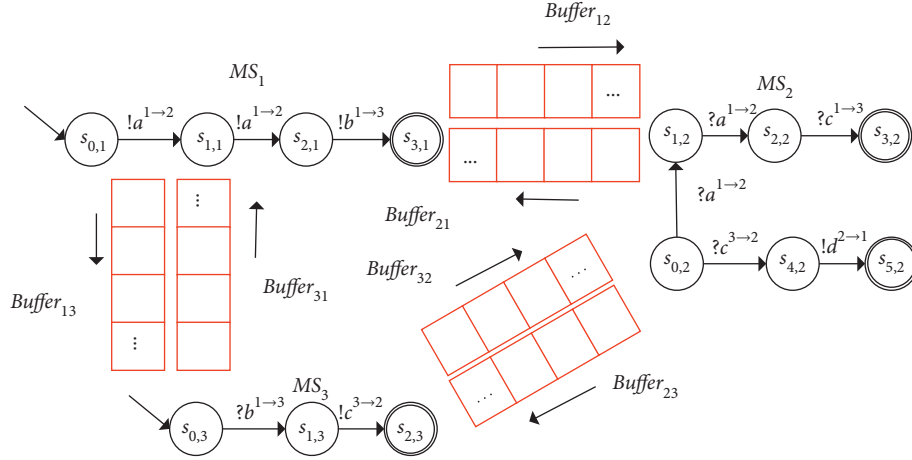 Buffer₁₂
MS₁
MS₂
...
!a¹→²
!a¹→²
!b¹→³
?a¹→²
?c¹→³
s₀,₁
s₁,₁
s₂,₁
s₃,₁
s₁,₂
s₂,₂
s₃,₂
...
?a¹→²
Buffer₂₁
...
?c³→²
!d²→¹
s₀,₂
s₄,₂
s₅,₂
Buffer₃₂
...
Buffer₁₃
Buffer₃₁
...
...
Buffer₂₃
MS₃
?b¹→³
!c³→²
s₀,₃
s₁,₃
s₂,₃